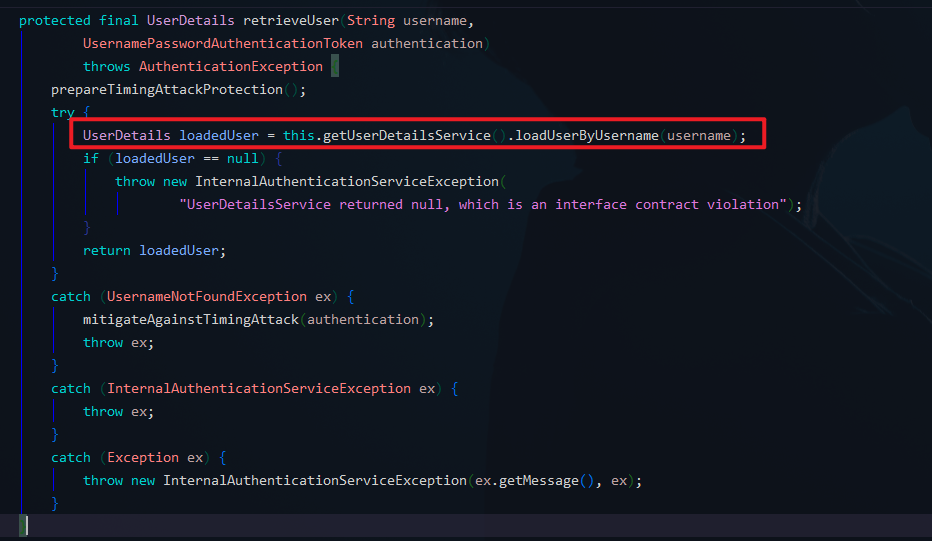 protected final UserDetails retrieveUser(String username,
        UsernamePasswordAuthenticationToken authentication)
        throws AuthenticationException
    prepareTimingAttackProtection();
    try {
        UserDetails loadedUser = this.getUserDetailsService().loadUserByUsername(username);
        if (loadedUser == null) {
            throw new InternalAuthenticationServiceException(
                    "UserDetailsService returned null, which is an interface contract violation");
        }
        return loadedUser;
    }
    catch (UsernameNotFoundException ex) {
        mitigateAgainstTimingAttack(authentication);
        throw ex;
    }
    catch (InternalAuthenticationServiceException ex) {
        throw ex;
    }
    catch (Exception ex) {
        throw new InternalAuthenticationServiceException(ex.getMessage(), ex);
    }